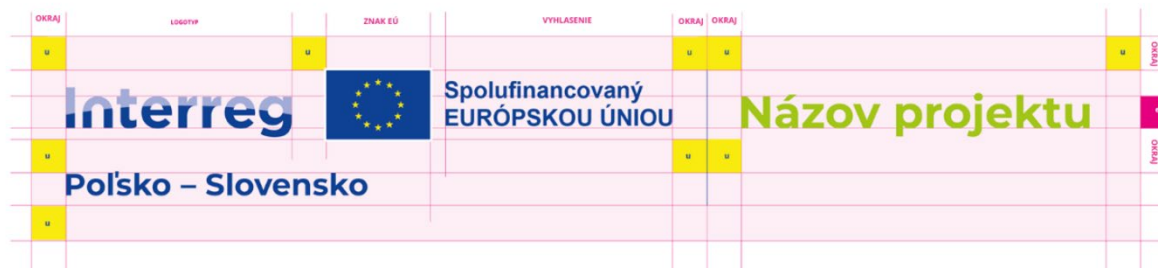 OKRAJ LOGOTYP ZNAK EÚ VYHLASENIE OKRAJ OKRAJ
u u u u u
OKRAJ
Interreg
Spolufinancovaný
EURÓPSKOU ÚNIOU
Názov projektu
u u u
OKRAJ
Poľsko – Slovensko
u